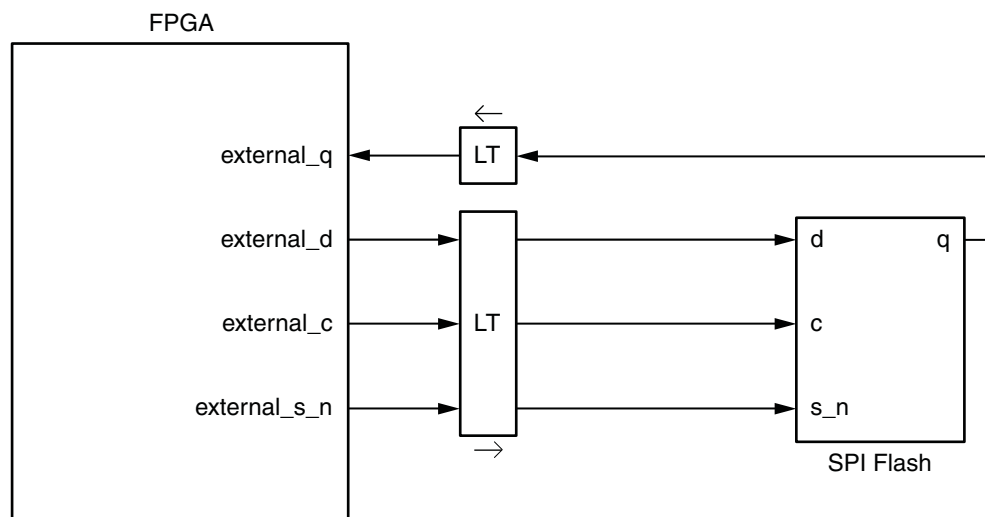 FPGA
external_q
LT
external_d
d
q
external_c
LT
c
external_s_n
s_n
SPI Flash